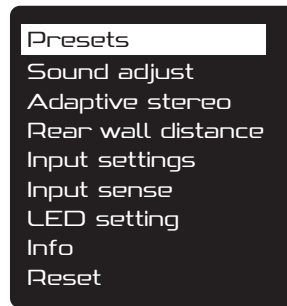 Presets
Sound adjust
Adaptive stereo
Rear wall distance
Input settings
Input sense
LED setting
Info
Reset